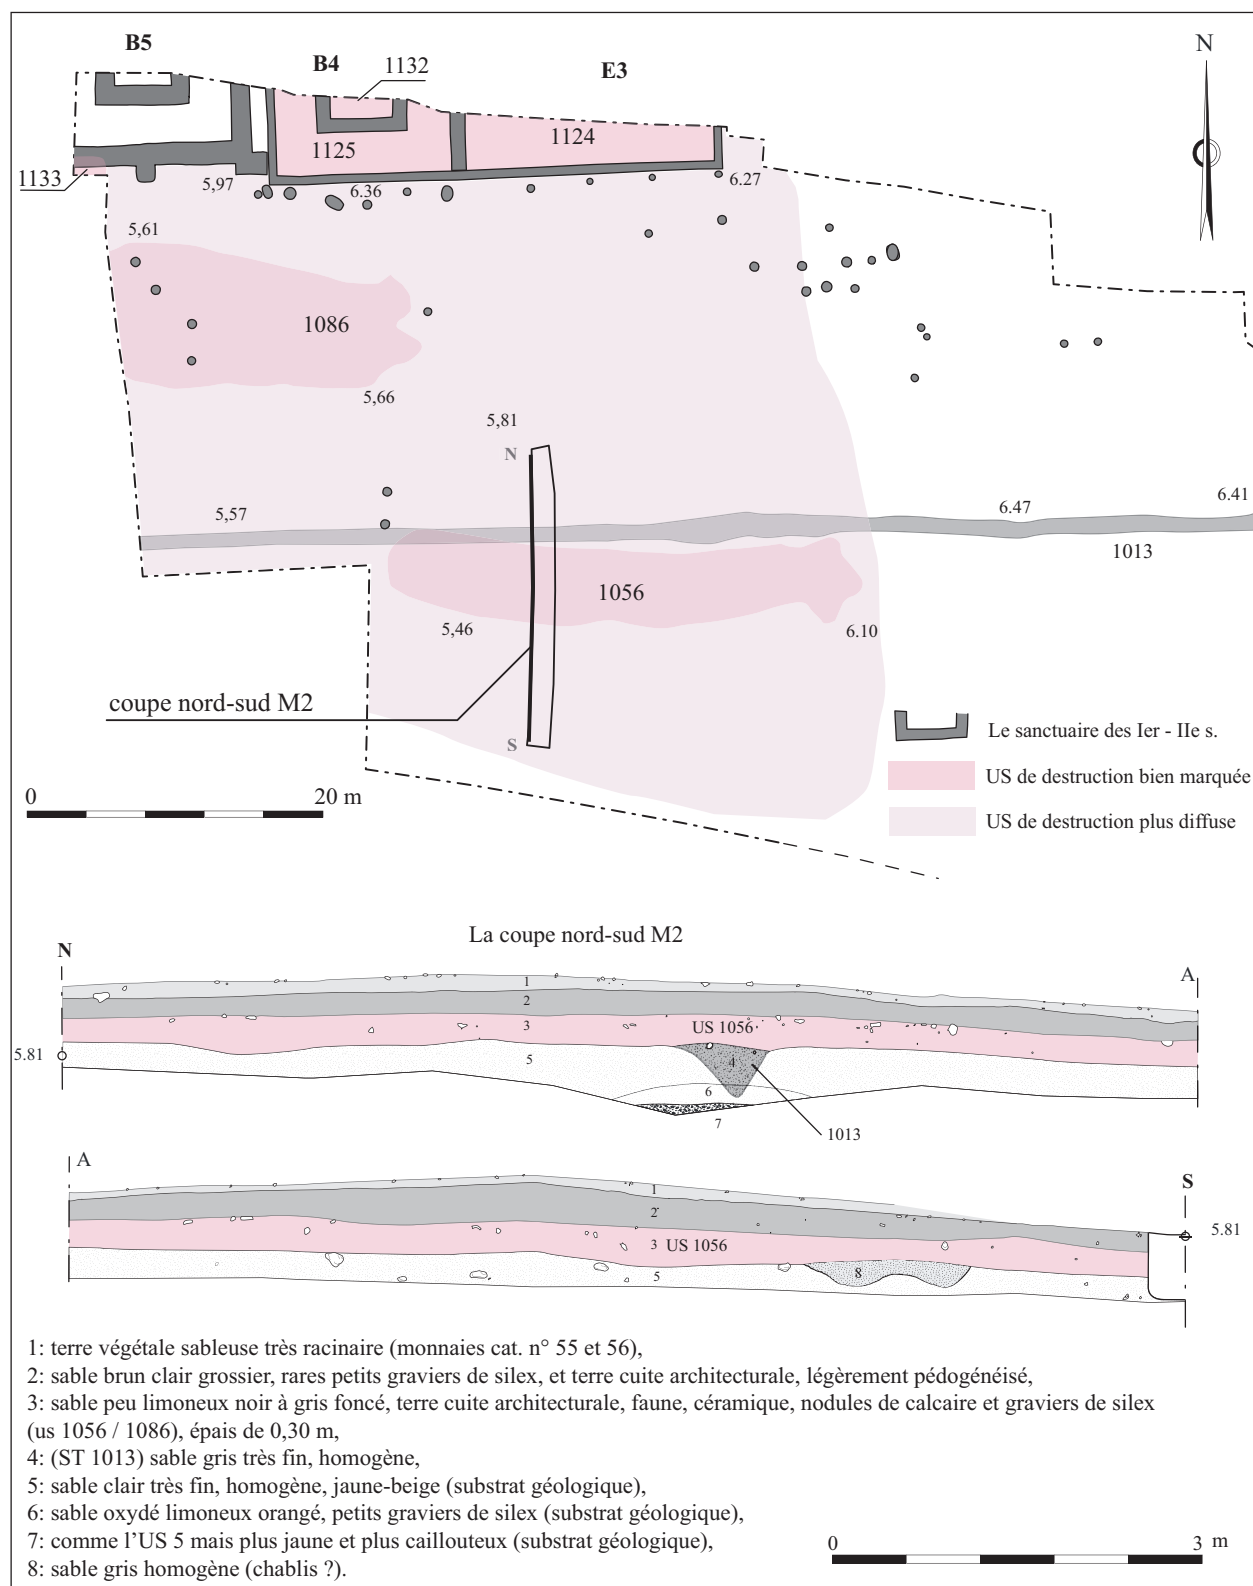 B5
B4
1132
E3
N
1125
1124
1133
5,97
6.36
6.27
5,61
1086
5,66
5,81
N
5,57
6.47
6.41
1013
1056
5,46
6.10
coupe nord-sud M2
S
Le sanctuaire des Ier - IIe s.
US de destruction bien marquée
US de destruction plus diffuse
0
20 m
La coupe nord-sud M2
N
A
1
2
3
US 1056
5.81
5
4
6
7
1013
A
S
1
2
3
US 1056
5.81
5
8
1: terre végétale sableuse très racinaire (monnaies cat. n° 55 et 56),
2: sable brun clair grossier, rares petits graviers de silex, et terre cuite architecturale, légèrement pédogénéisé,
3: sable peu limoneux noir à gris foncé, terre cuite architecturale, faune, céramique, nodules de calcaire et graviers de silex
(us 1056 / 1086), épais de 0,30 m,
4: (ST 1013) sable gris très fin, homogène,
5: sable clair très fin, homogène, jaune-beige (substrat géologique),
6: sable oxydé limoneux orangé, petits graviers de silex (substrat géologique),
7: comme l'US 5 mais plus jaune et plus caillouteux (substrat géologique),
8: sable gris homogène (chablis ?).
0
3 m